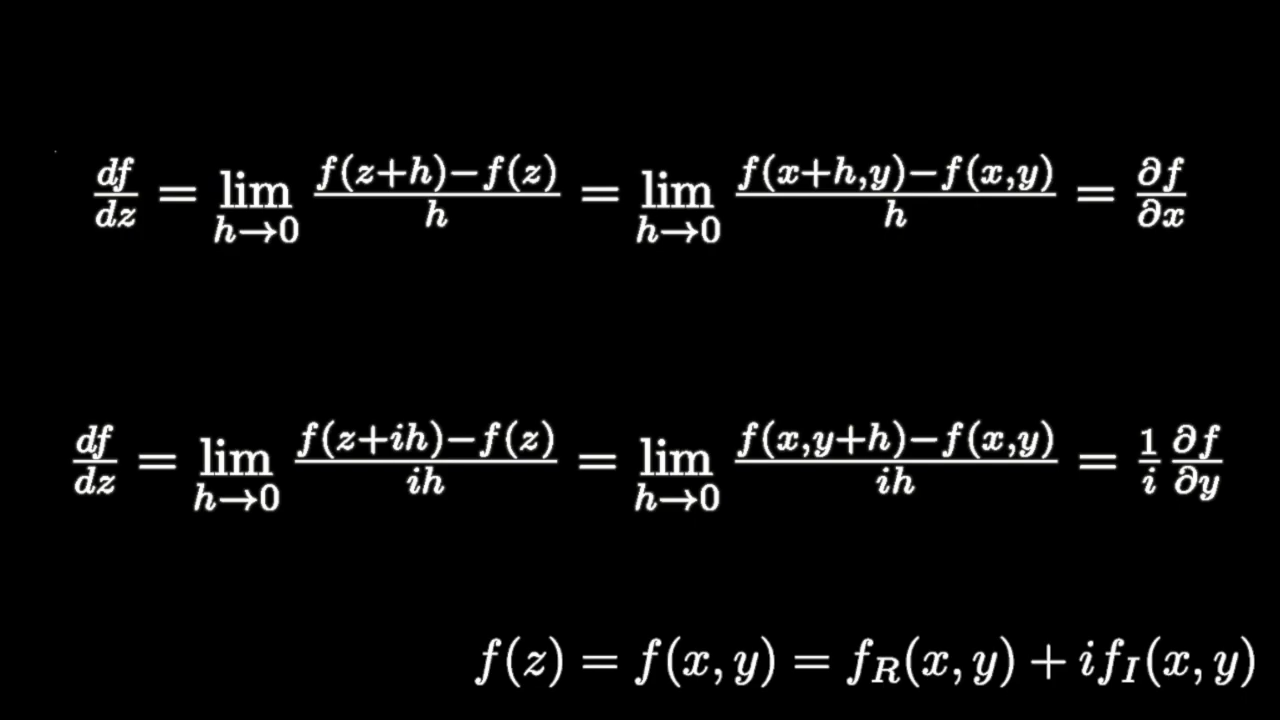 df/dz = lim_{h→0} f(z+h)−f(z)/h = lim_{h→0} f(x+h,y)−f(x,y)/h = ∂f/∂x
df/dz = lim_{h→0} f(z+ih)−f(z)/ih = lim_{h→0} f(x,y+h)−f(x,y)/ih = 1/i ∂f/∂y
f(z) = f(x, y) = f_R(x, y) + if_I(x, y)